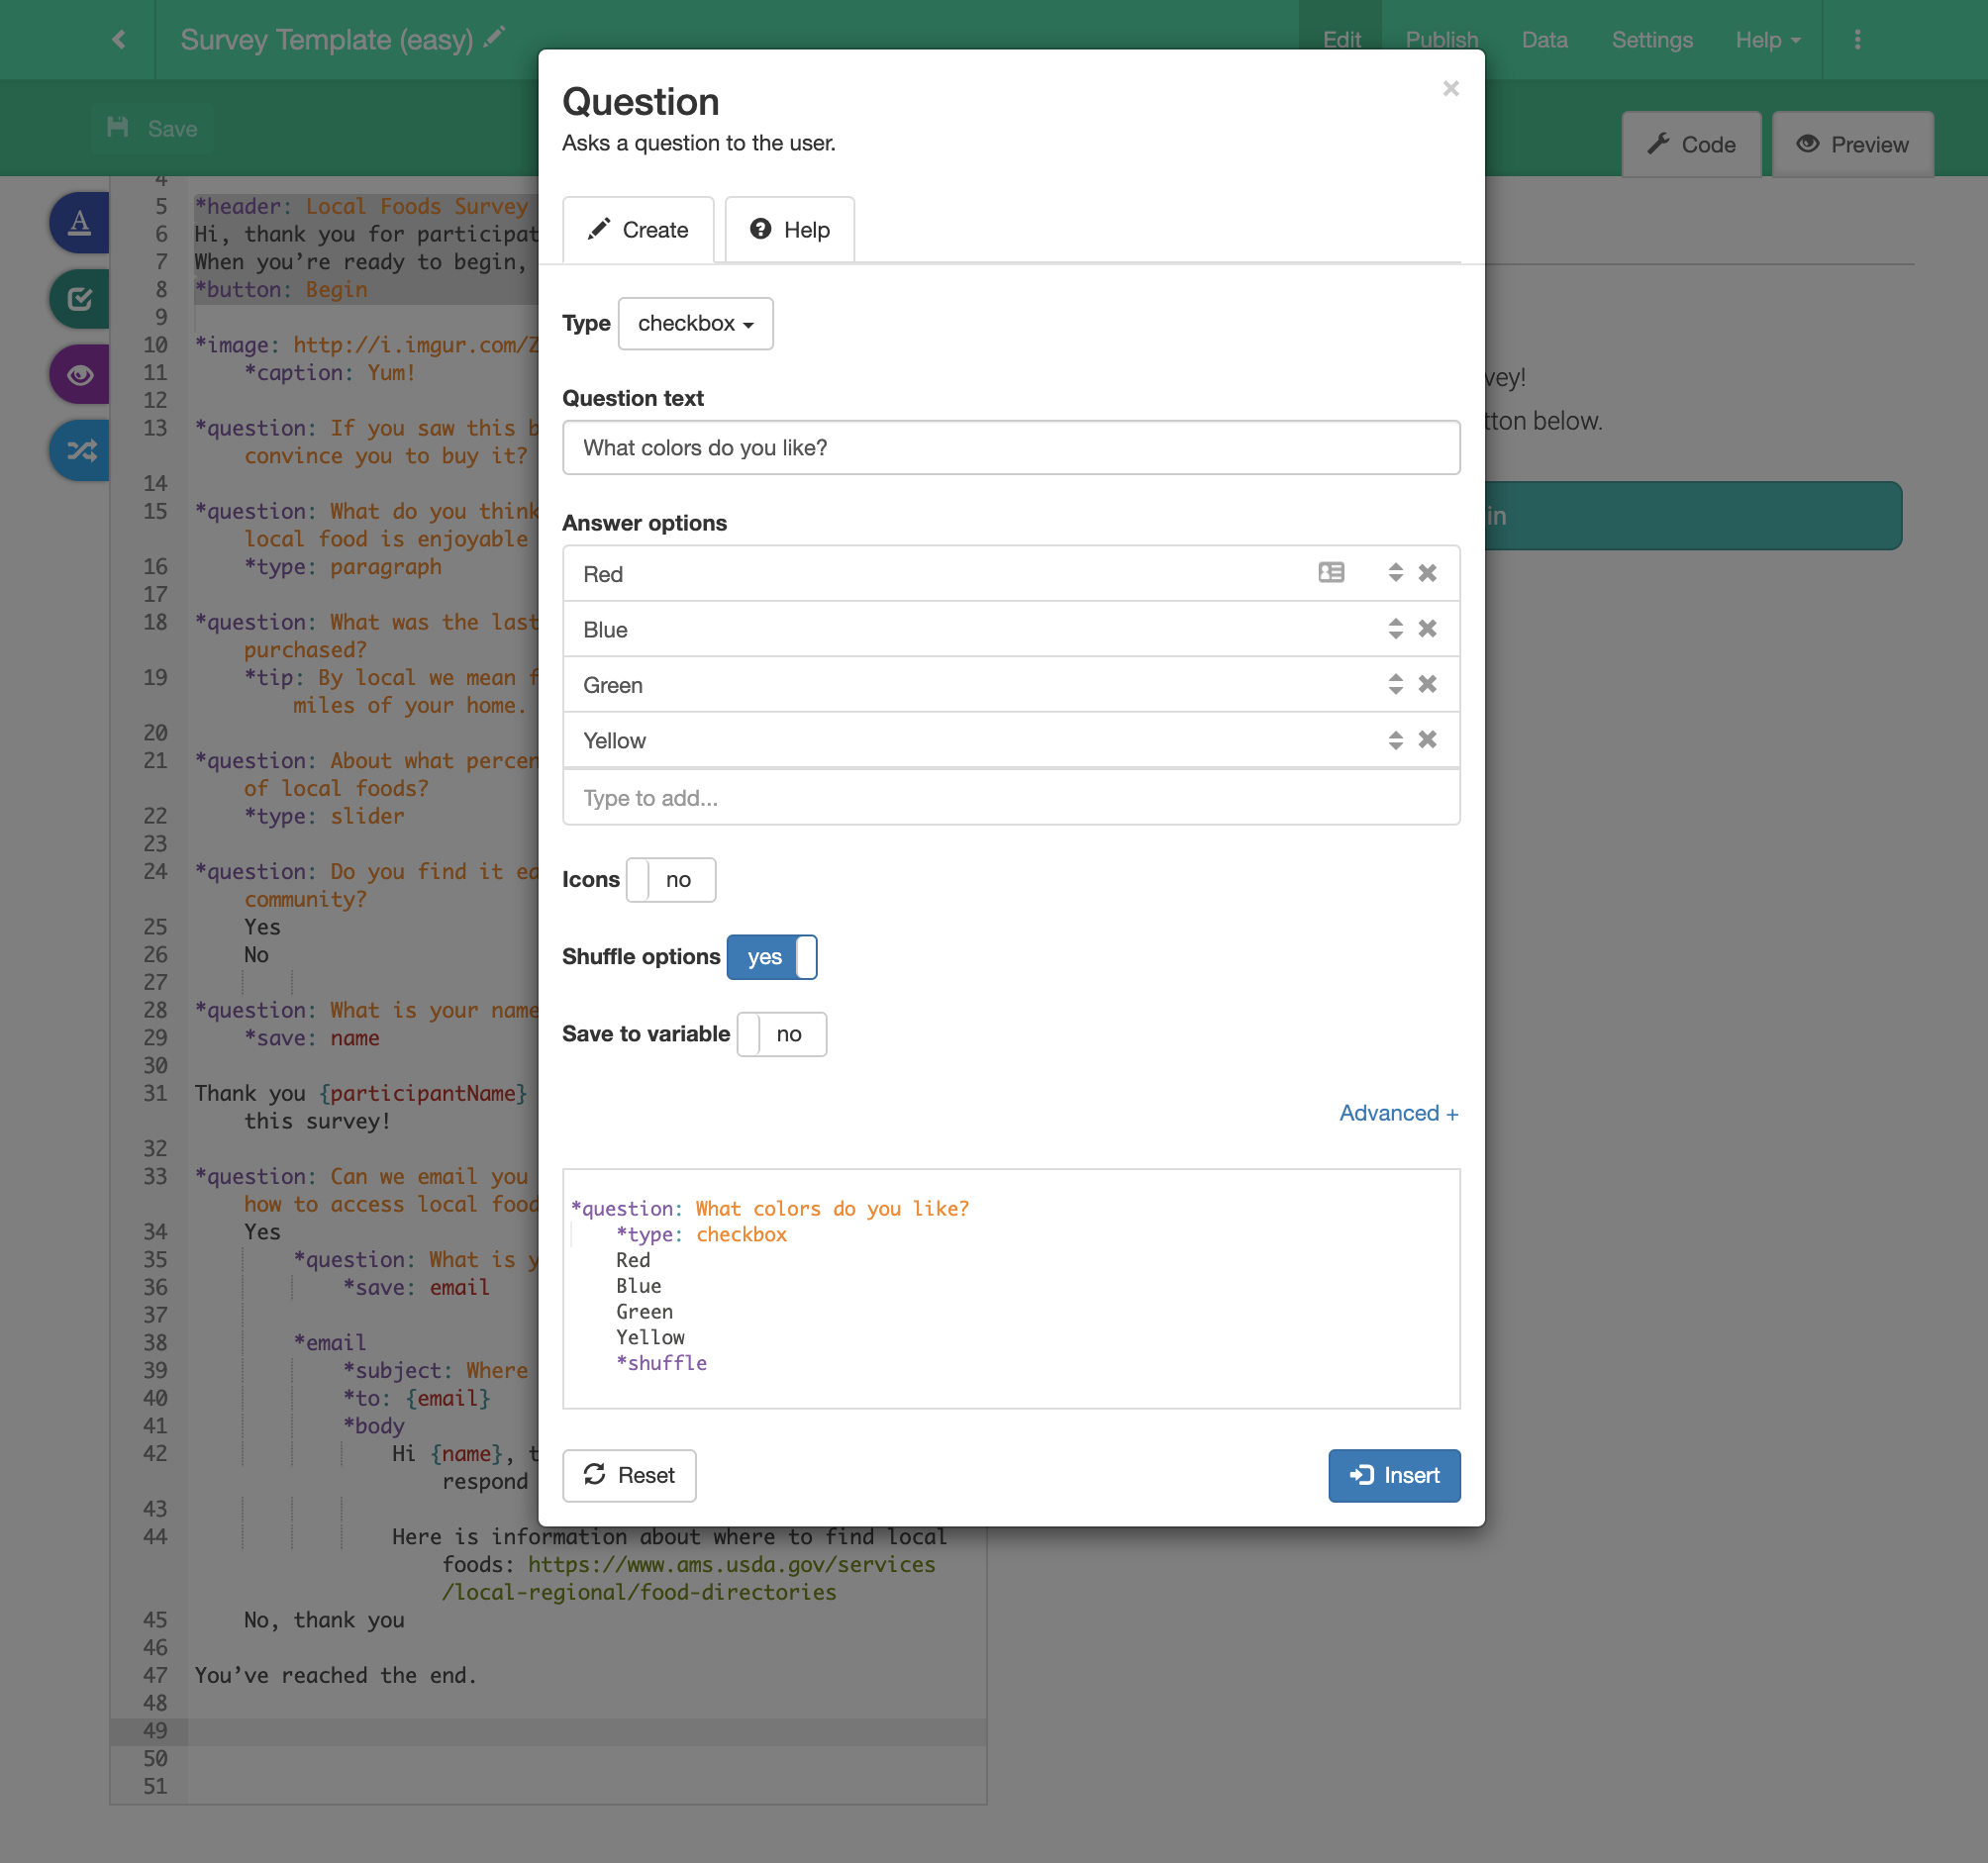 Survey Template (easy)
Edit
Publish
Data
Settings
Help
Save
Code
Preview
4
5 *header: Local Foods Survey
6 Hi, thank you for participat
7 When you’re ready to begin,
8 *button: Begin
9
10 *image: http://i.imgur.com/Z
11 *caption: Yum!
12
13 *question: If you saw this b
convince you to buy it?
14
15 *question: What do you think
local food is enjoyable
16 *type: paragraph
17
18 *question: What was the last
purchased?
19 *tip: By local we mean f
miles of your home.
20
21 *question: About what percen
of local foods?
22 *type: slider
23
24 *question: Do you find it ea
community?
25 Yes
26 No
27
28 *question: What is your name
29 *save: name
30
31 Thank you {participantName}
this survey!
32
33 *question: Can we email you
how to access local food
34 Yes
35 *question: What is y
36 *save: email
37
38 *email
39 *subject: Where
40 *to: {email}
41 *body
42 Hi {name}, t
respond
43
44 Here is information about where to find local
foods: https://www.ams.usda.gov/services
/local-regional/food-directories
45 No, thank you
46
47 You’ve reached the end.
48
49
50
51
Question
Asks a question to the user.
Create
Help
Type checkbox
Question text
What colors do you like?
Answer options
Red
Blue
Green
Yellow
Type to add...
Icons no
Shuffle options yes
Save to variable no
Advanced +
*question: What colors do you like?
*type: checkbox
Red
Blue
Green
Yellow
*shuffle
Reset
Insert
vey!
tton below.
in